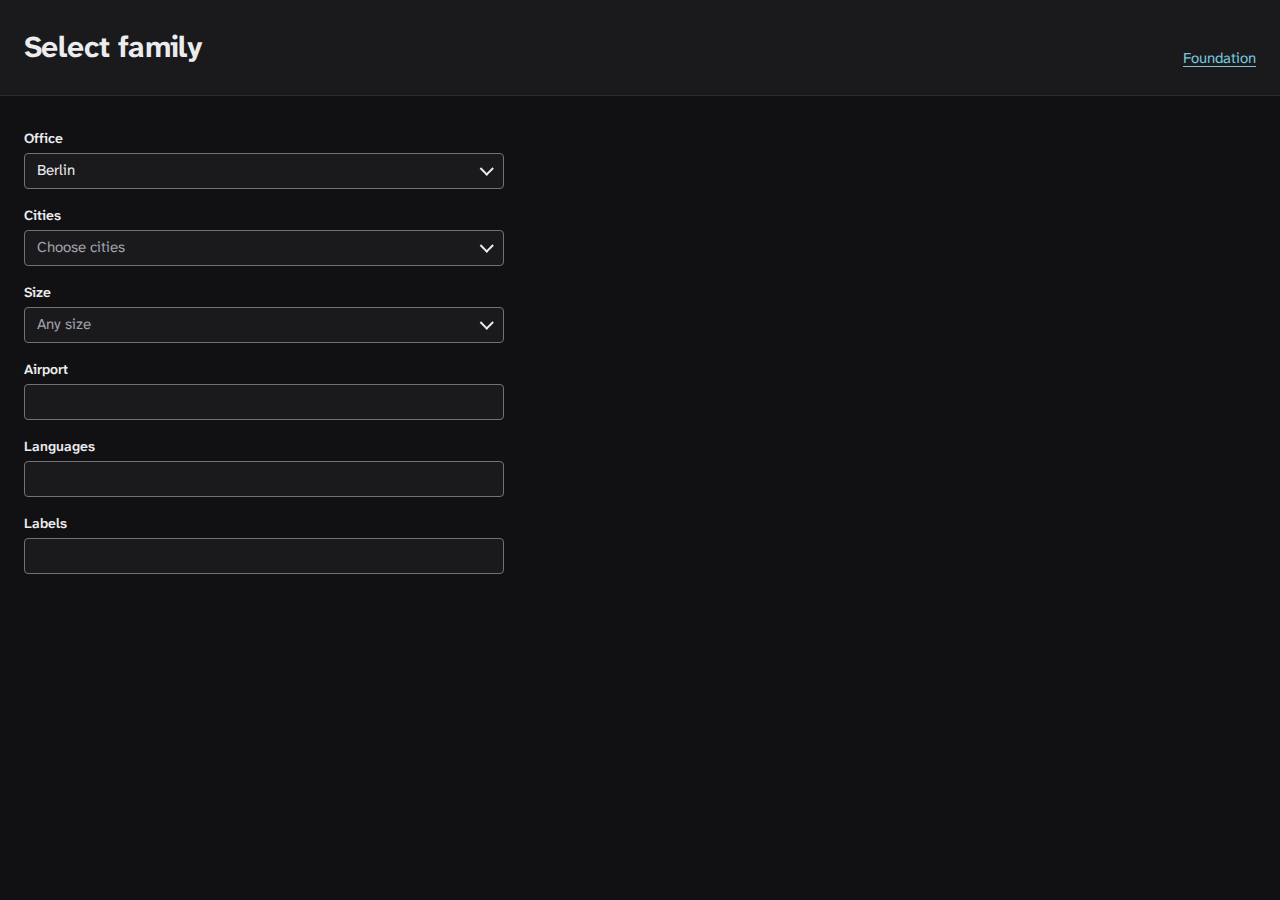 Select family
Foundation
Office
Berlin
Cities
Choose cities
Size
Any size
Airport
Languages
Labels